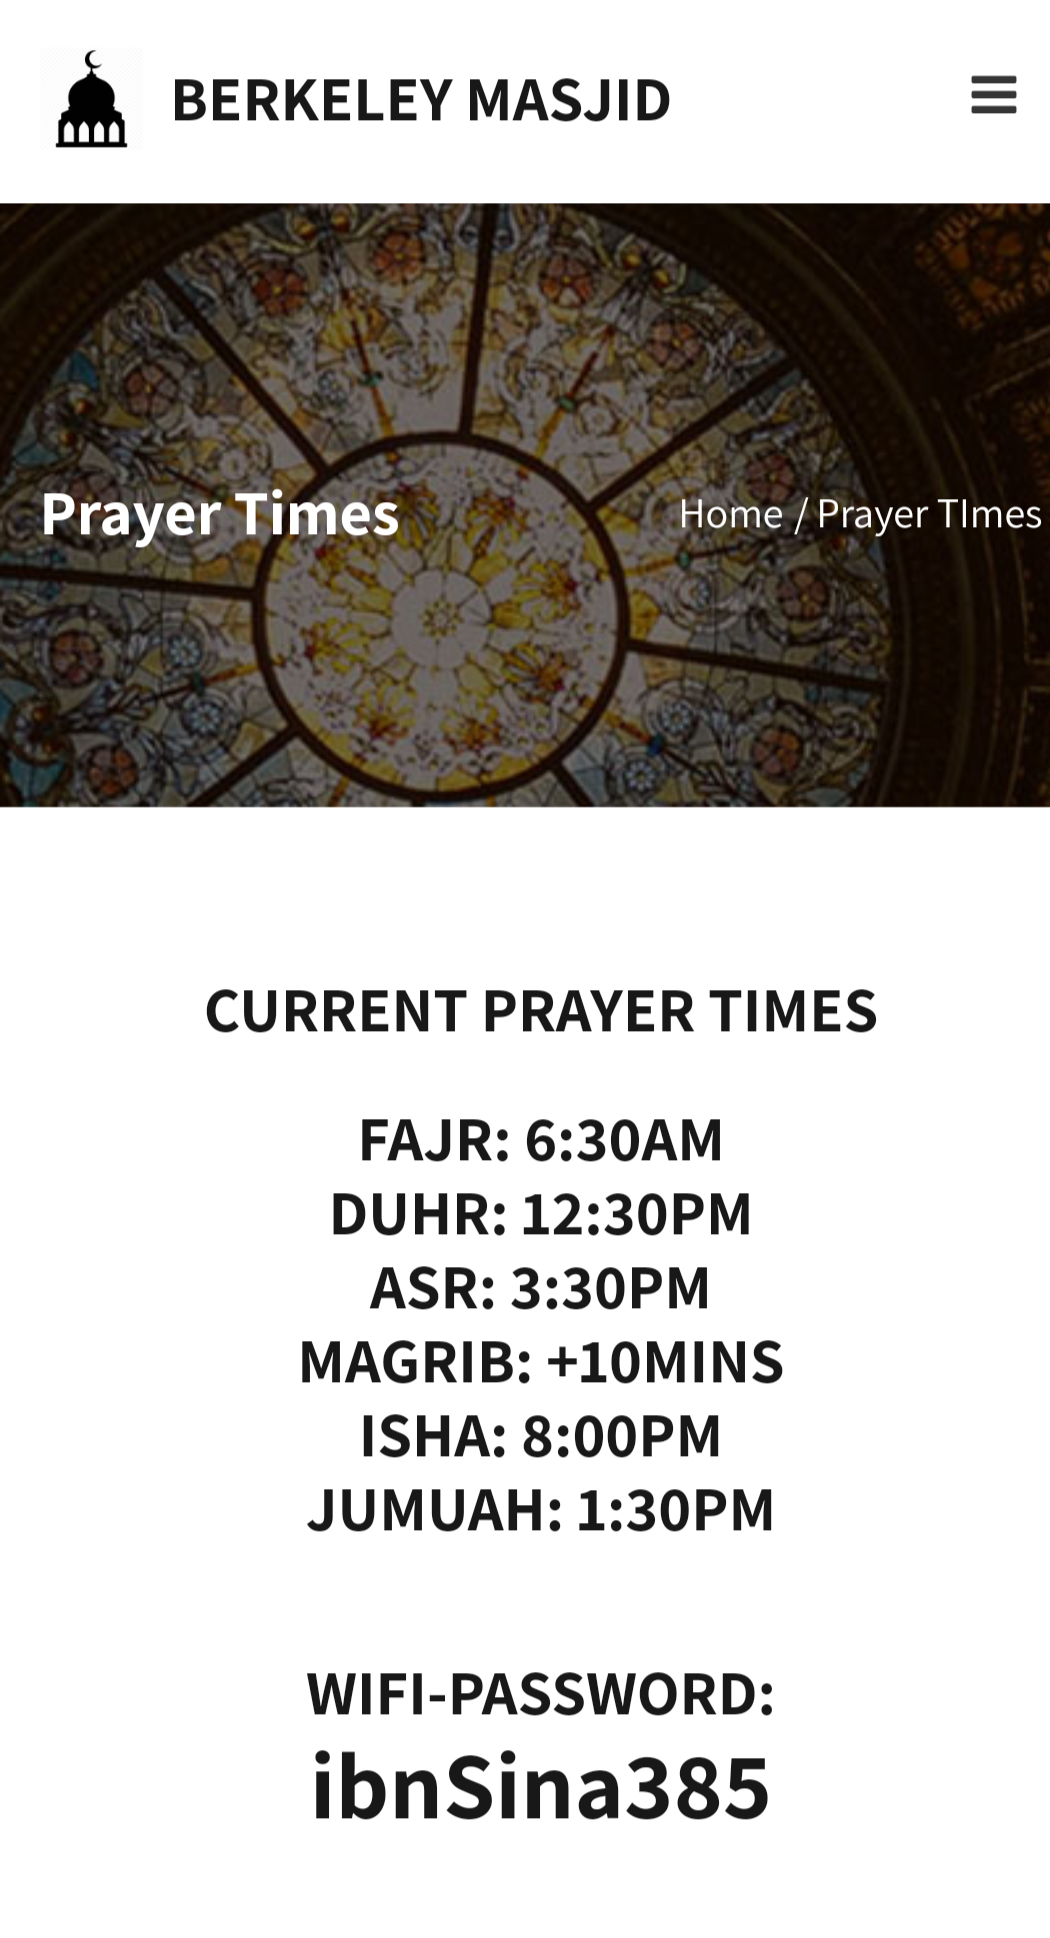 BERKELEY MASJID
Prayer Times
Home / Prayer TImes
CURRENT PRAYER TIMES
FAJR: 6:30AM
DUHR: 12:30PM
ASR: 3:30PM
MAGRIB: +10MINS
ISHA: 8:00PM
JUMUAH: 1:30PM
WIFI-PASSWORD:
ibnSina385